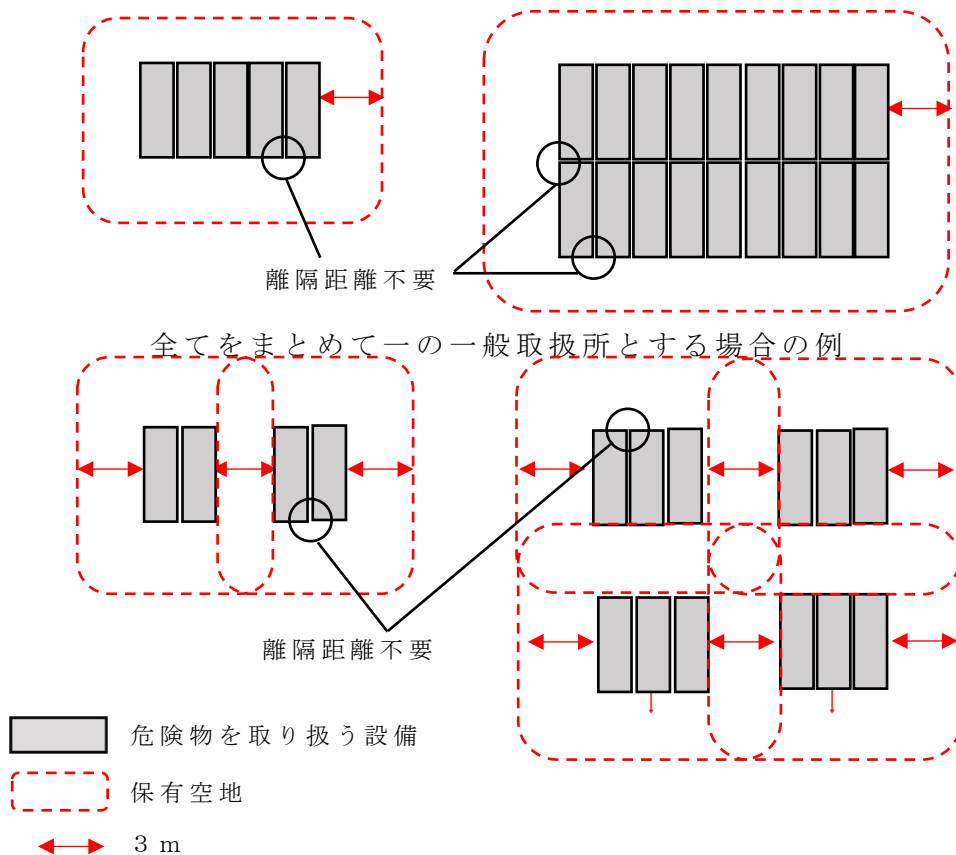 離隔距離不要
全てをまとめて一の一般取扱所とする場合の例
離隔距離不要
危険物を取り扱う設備
保有空地
３ｍ